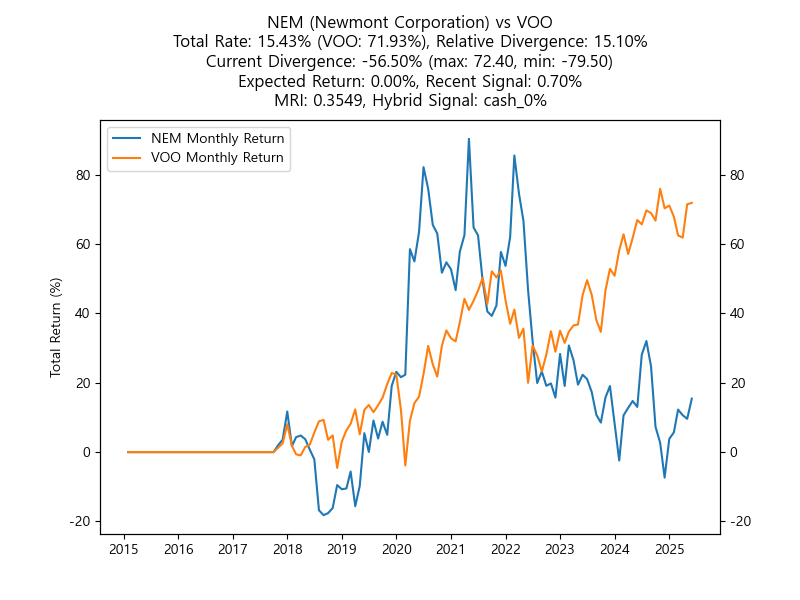 NEM (Newmont Corporation) vs VOO
Total Rate: 15.43% (VOO: 71.93%), Relative Divergence: 15.10%
Current Divergence: -56.50% (max: 72.40, min: -79.50)
Expected Return: 0.00%, Recent Signal: 0.70%
MRI: 0.3549, Hybrid Signal: cash_0%
NEM Monthly Return
VOO Monthly Return
Total Return (%)
80
60
40
20
0
-20
80
60
40
20
0
-20
2015 2016 2017 2018 2019 2020 2021 2022 2023 2024 2025